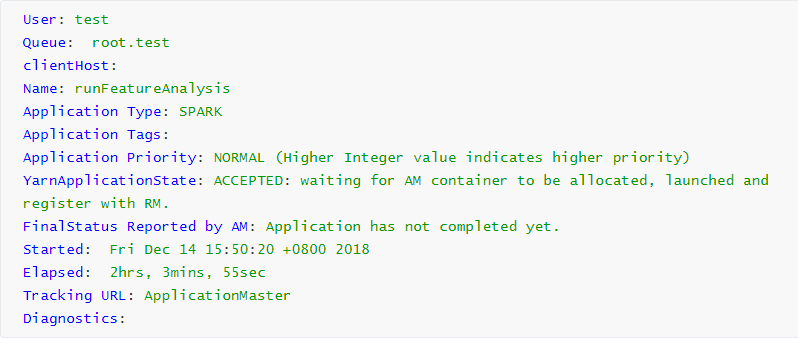 User: test
Queue:  root.test
clientHost:
Name: runFeatureAnalysis
Application Type: SPARK
Application Tags:
Application Priority: NORMAL (Higher Integer value indicates higher priority)
YarnApplicationState: ACCEPTED: waiting for AM container to be allocated, launched and
register with RM.
FinalStatus Reported by AM: Application has not completed yet.
Started:  Fri Dec 14 15:50:20 +0800 2018
Elapsed:  2hrs, 3mins, 55sec
Tracking URL: ApplicationMaster
Diagnostics: